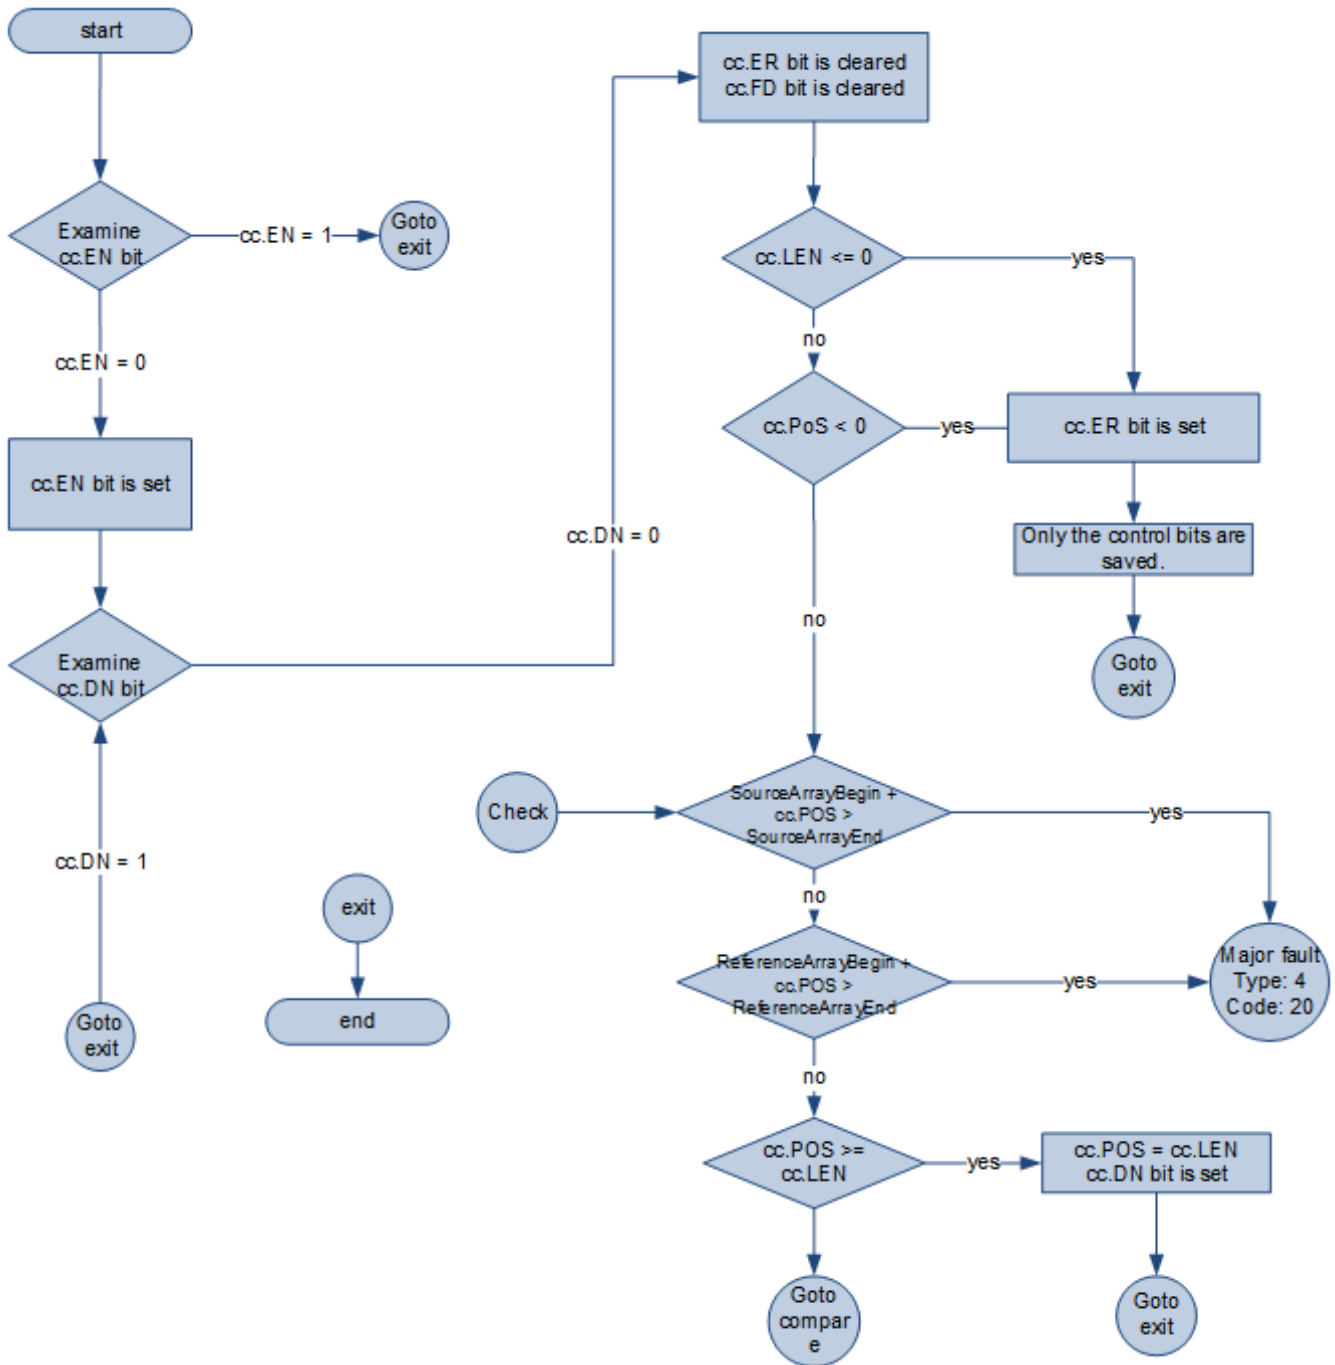 start
Examine
cc.EN bit
cc.EN = 1
Goto
exit
cc.EN = 0
cc.EN bit is set
Examine
cc.DN bit
cc.DN = 1
Goto
exit
exit
end
cc.DN = 0
cc.ER bit is cleared
cc.FD bit is cleared
cc.LEN <= 0
yes
no
cc.PoS < 0
yes
cc.ER bit is set
Only the control bits are
saved.
Goto
exit
no
Check
SourceArrayBegin +
cc.POS >
SourceArrayEnd
yes
no
ReferenceArrayBegin +
cc.POS >
ReferenceArrayEnd
yes
Major fault
Type: 4
Code: 20
no
cc.POS >=
cc.LEN
yes
cc.POS = cc.LEN
cc.DN bit is set
Goto
compar
e
Goto
exit